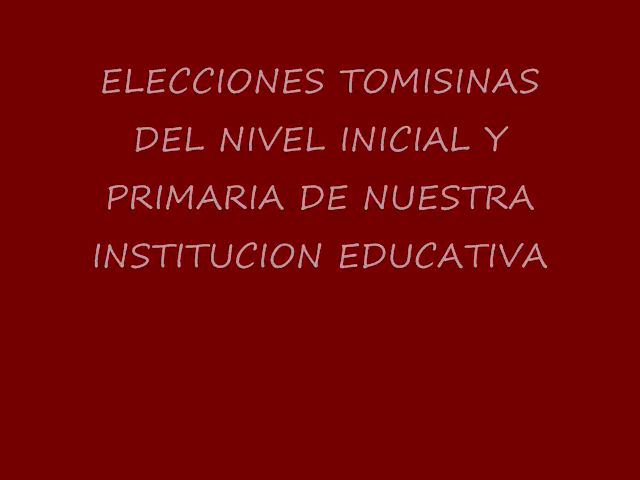 ELECCIONES TOMISINAS
DEL NIVEL INICIAL Y
PRIMARIA DE NUESTRA
INSTITUCION EDUCATIVA